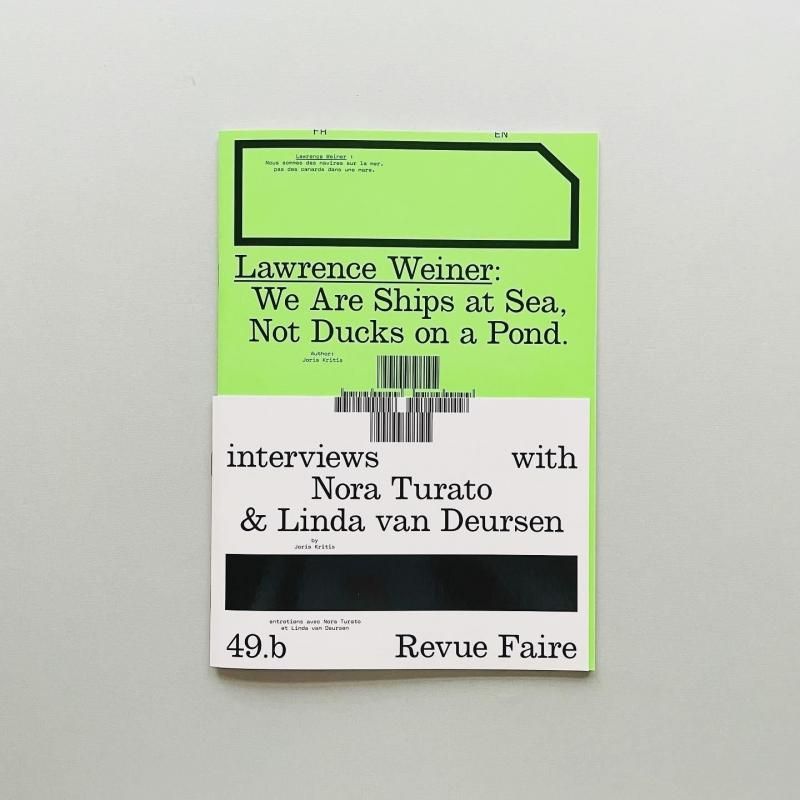 FR EN
Lawrence Weiner :
Nous sommes des navires sur la mer,
pas des canards dans une mare.
Lawrence Weiner:
We Are Ships at Sea,
Not Ducks on a Pond.
Author:
Joris Kritis
interviews with
Nora Turato
& Linda van Deursen
by
Joris Kritis
entretiens avec Nora Turato
et Linda van Deursen
49.b Revue Faire